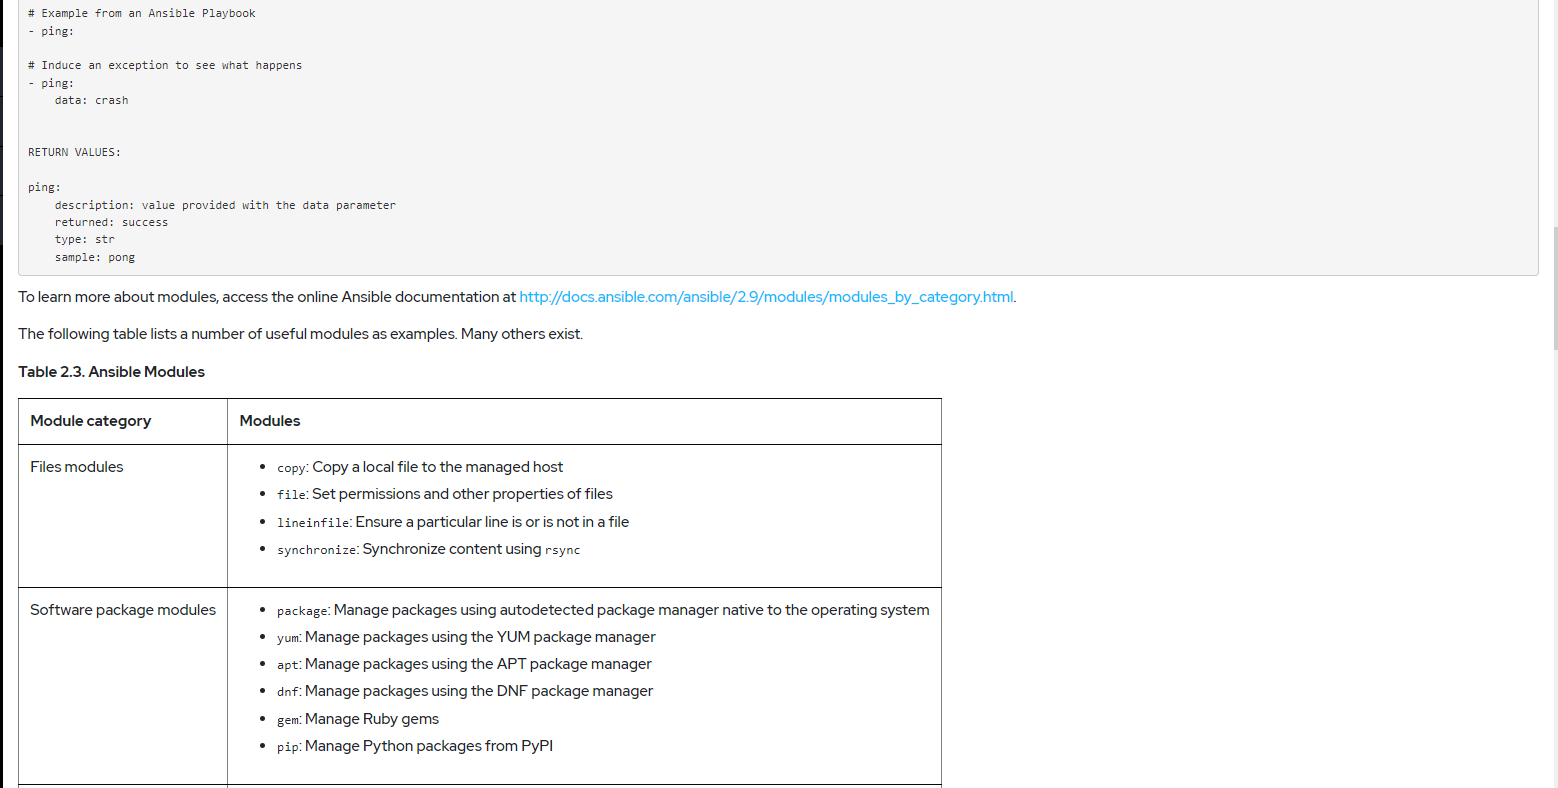 # Example from an Ansible Playbook
- ping:
# Induce an exception to see what happens
- ping:
    data: crash
RETURN VALUES:
ping:
    description: value provided with the data parameter
    returned: success
    type: str
    sample: pong
To learn more about modules, access the online Ansible documentation at http://docs.ansible.com/ansible/2.9/modules/modules_by_category.html.
The following table lists a number of useful modules as examples. Many others exist.
Table 2.3. Ansible Modules
Module category Modules
Files modules
• copy: Copy a local file to the managed host
• file: Set permissions and other properties of files
• lineinfile: Ensure a particular line is or is not in a file
• synchronize: Synchronize content using rsync
Software package modules
• package: Manage packages using autodetected package manager native to the operating system
• yum: Manage packages using the YUM package manager
• apt: Manage packages using the APT package manager
• dnf: Manage packages using the DNF package manager
• gem: Manage Ruby gems
• pip: Manage Python packages from PyPI